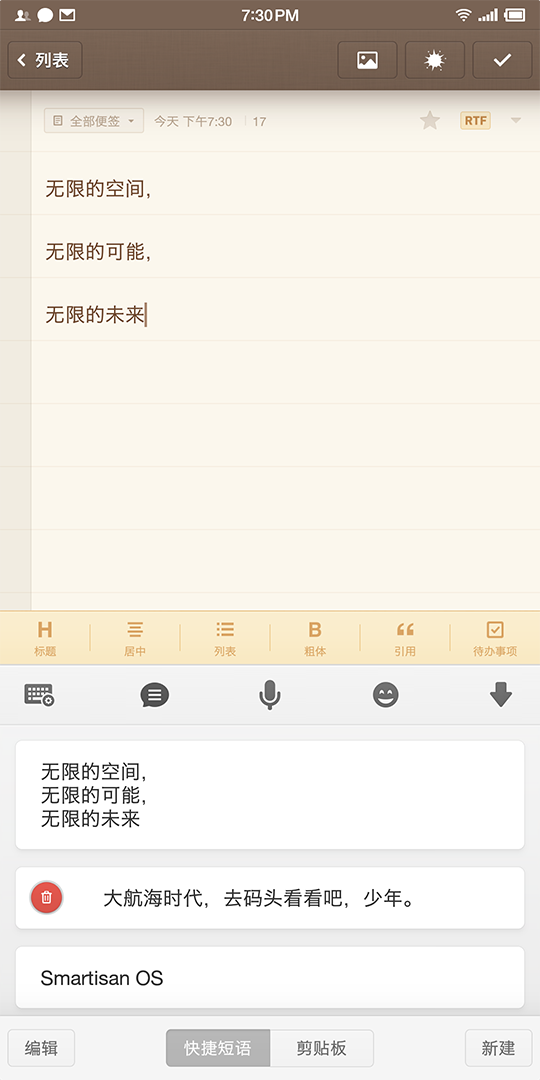 7:30PM
列表
全部便签 今天 下午7:30 17 RTF
无限的空间,
无限的可能,
无限的未来
H B
标题 居中 列表 粗体 引用 待办事项
无限的空间,
无限的可能,
无限的未来
大航海时代，去码头看看吧，少年。
Smartisan OS
编辑 快捷短语 剪贴板 新建